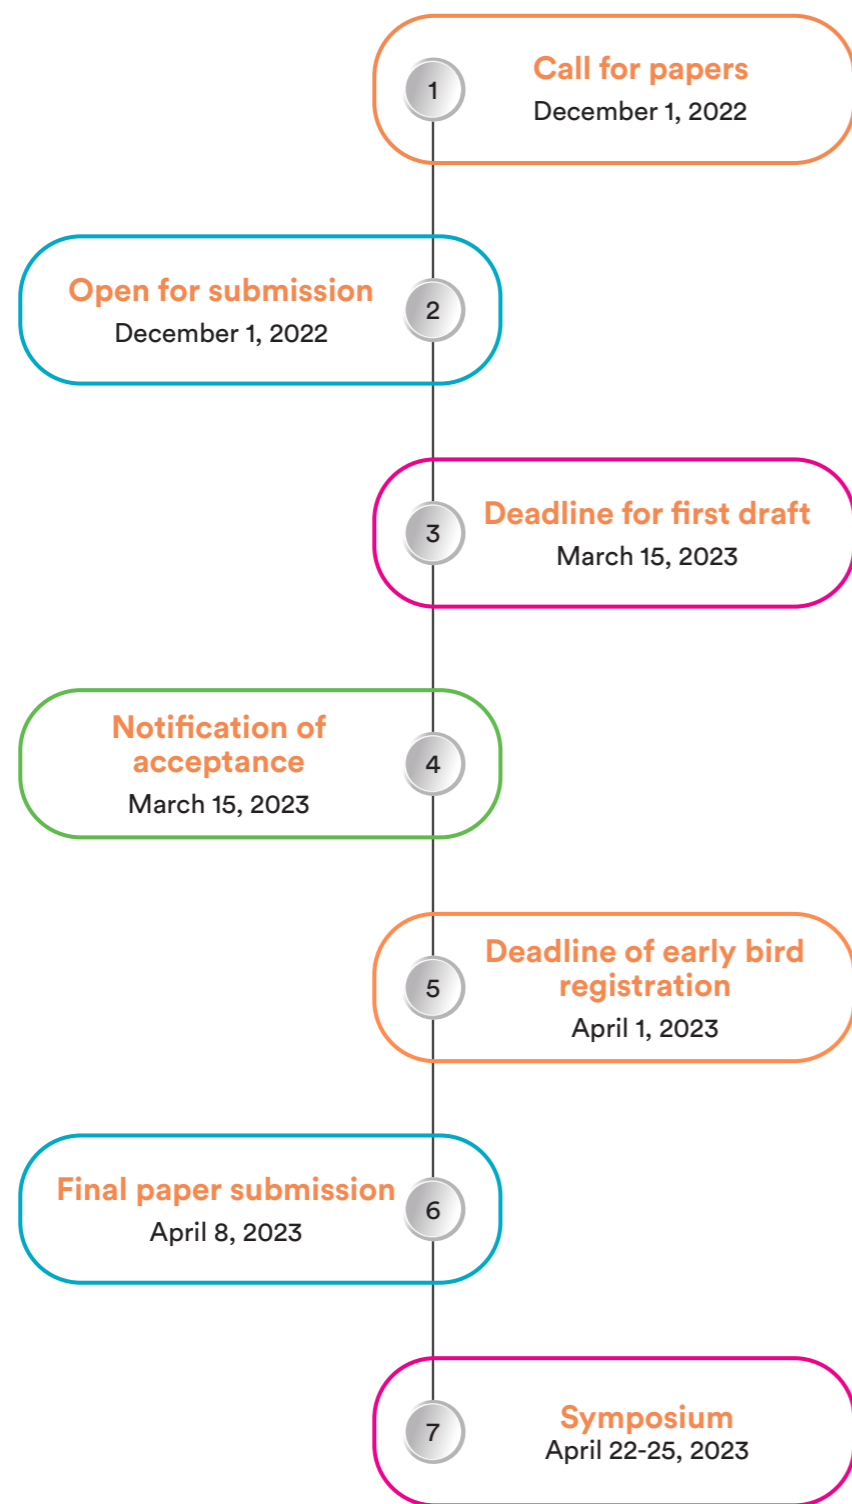 1
Call for papers
December 1, 2022
Open for submission
December 1, 2022
2
3
Deadline for first draft
March 15, 2023
Notification of
acceptance
March 15, 2023
4
Deadline of early bird
registration
5
April 1, 2023
Final paper submission
April 8, 2023
6
7
Symposium
April 22-25, 2023